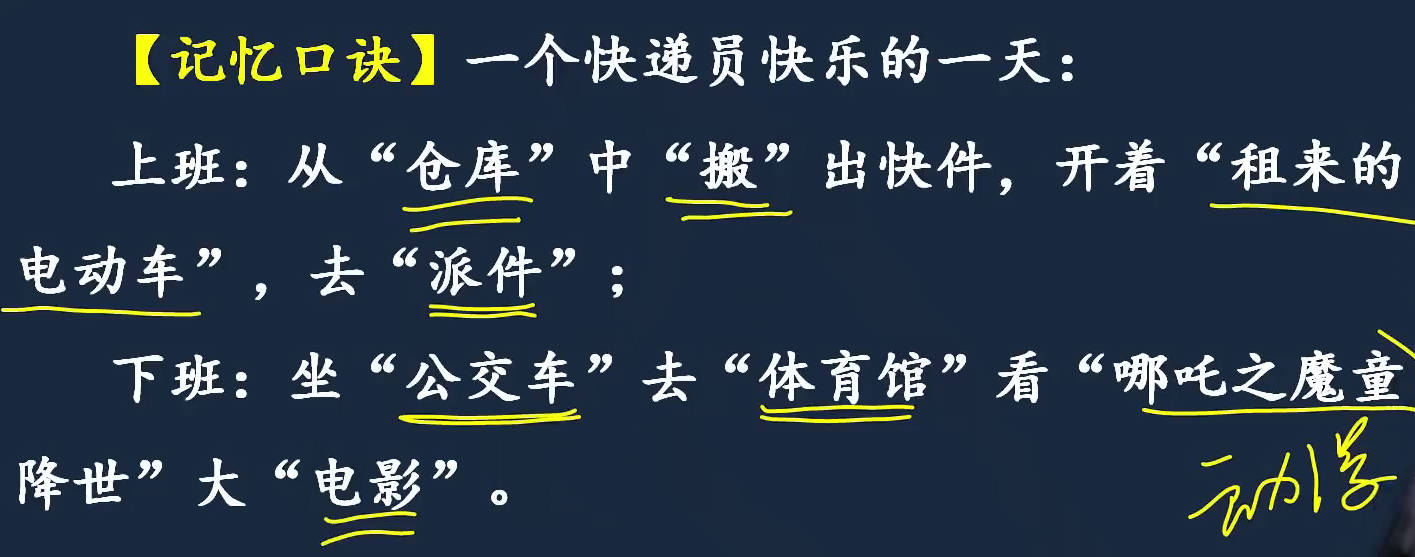 【记忆口诀】一个快递员快乐的一天：
上班：从“仓库”中“搬”出快件，开着“租来的
电动车”，去“派件”；
下班：坐“公交车”去“体育馆”看“哪吒之魔童
降世”大“电影”。